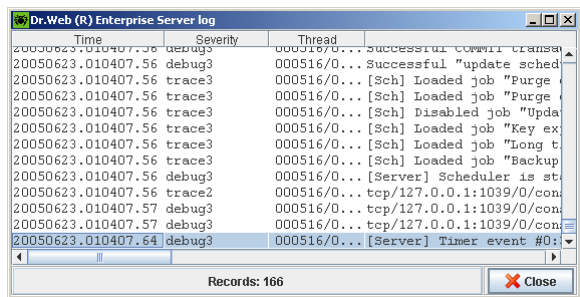 Dr.Web (R) Enterprise Server log
Time Severity Thread
20050623.010407.56 debug3 000516/0... Successful COMMIT transa
20050623.010407.56 debug3 000516/0... Successful "update sched
20050623.010407.56 trace3 000516/0... [Sch] Loaded job "Purge
20050623.010407.56 trace3 000516/0... [Sch] Loaded job "Purge
20050623.010407.56 trace3 000516/0... [Sch] Disabled job "Upda
20050623.010407.56 trace3 000516/0... [Sch] Loaded job "Key ex
20050623.010407.56 trace3 000516/0... [Sch] Loaded job "Long t
20050623.010407.56 trace3 000516/0... [Sch] Loaded job "Backup
20050623.010407.56 debug3 000516/0... [Server] Scheduler is st
20050623.010407.56 trace2 000516/0... tcp/127.0.0.1:1039/0/con
20050623.010407.57 debug3 000516/0... tcp/127.0.0.1:1039/0/con
20050623.010407.57 debug3 000516/0... tcp/127.0.0.1:1039/0/con
20050623.010407.64 debug3 000516/0... [Server] Timer event #0:
Records: 166 Close